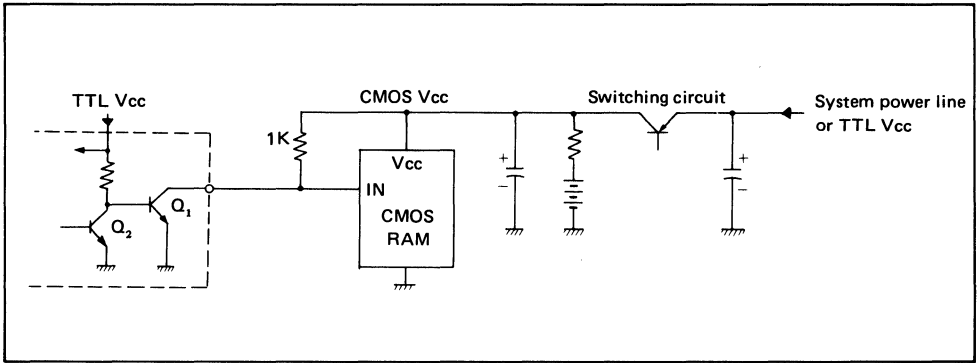 TTL Vcc
CMOS Vcc
Switching circuit
System power line
or TTL Vcc
1K
Vcc
IN
CMOS
RAM
Q1
Q2
+
−
+
−